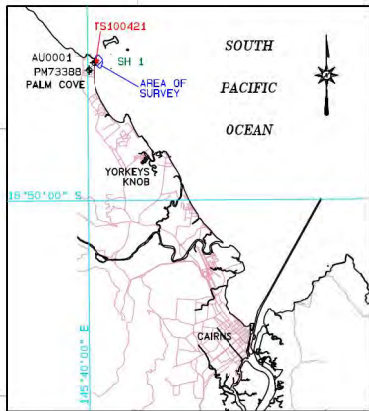 TS100421
SOUTH
AU0001
SH 1
PM73388
AREA OF
SURVEY
PALM COVE
PACIFIC
OCEAN
YORKEYS
KNOB
18°50'00" S
CAIRNS
145°40'00" E